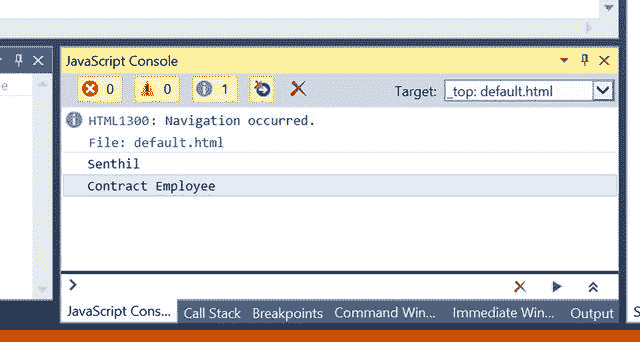 e
JavaScript Console
0 0 1 Target: _top: default.html
HTML1300: Navigation occurred.
File: default.html
Senthil
Contract Employee
JavaScript Cons... Call Stack Breakpoints Command Win... Immediate Win... Output S